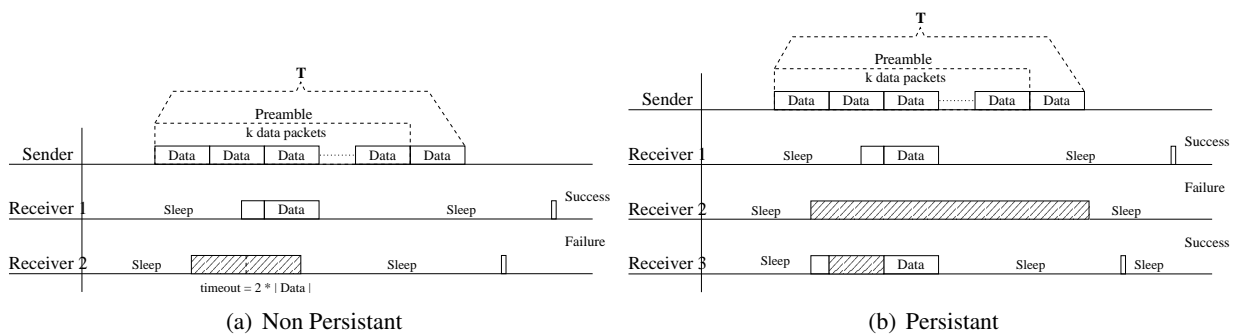 T
Preamble
k data packets
Sender
Data Data Data Data Data
Receiver 1
Sleep
Data
Sleep
Success
Receiver 2
Sleep
Sleep
Failure
timeout = 2 * | Data |
(a) Non Persistant
T
Preamble
k data packets
Sender
Data Data Data Data Data
Receiver 1
Sleep
Data
Sleep
Success
Receiver 2
Sleep
Sleep
Failure
Receiver 3
Sleep
Data
Sleep
Sleep
Success
(b) Persistant